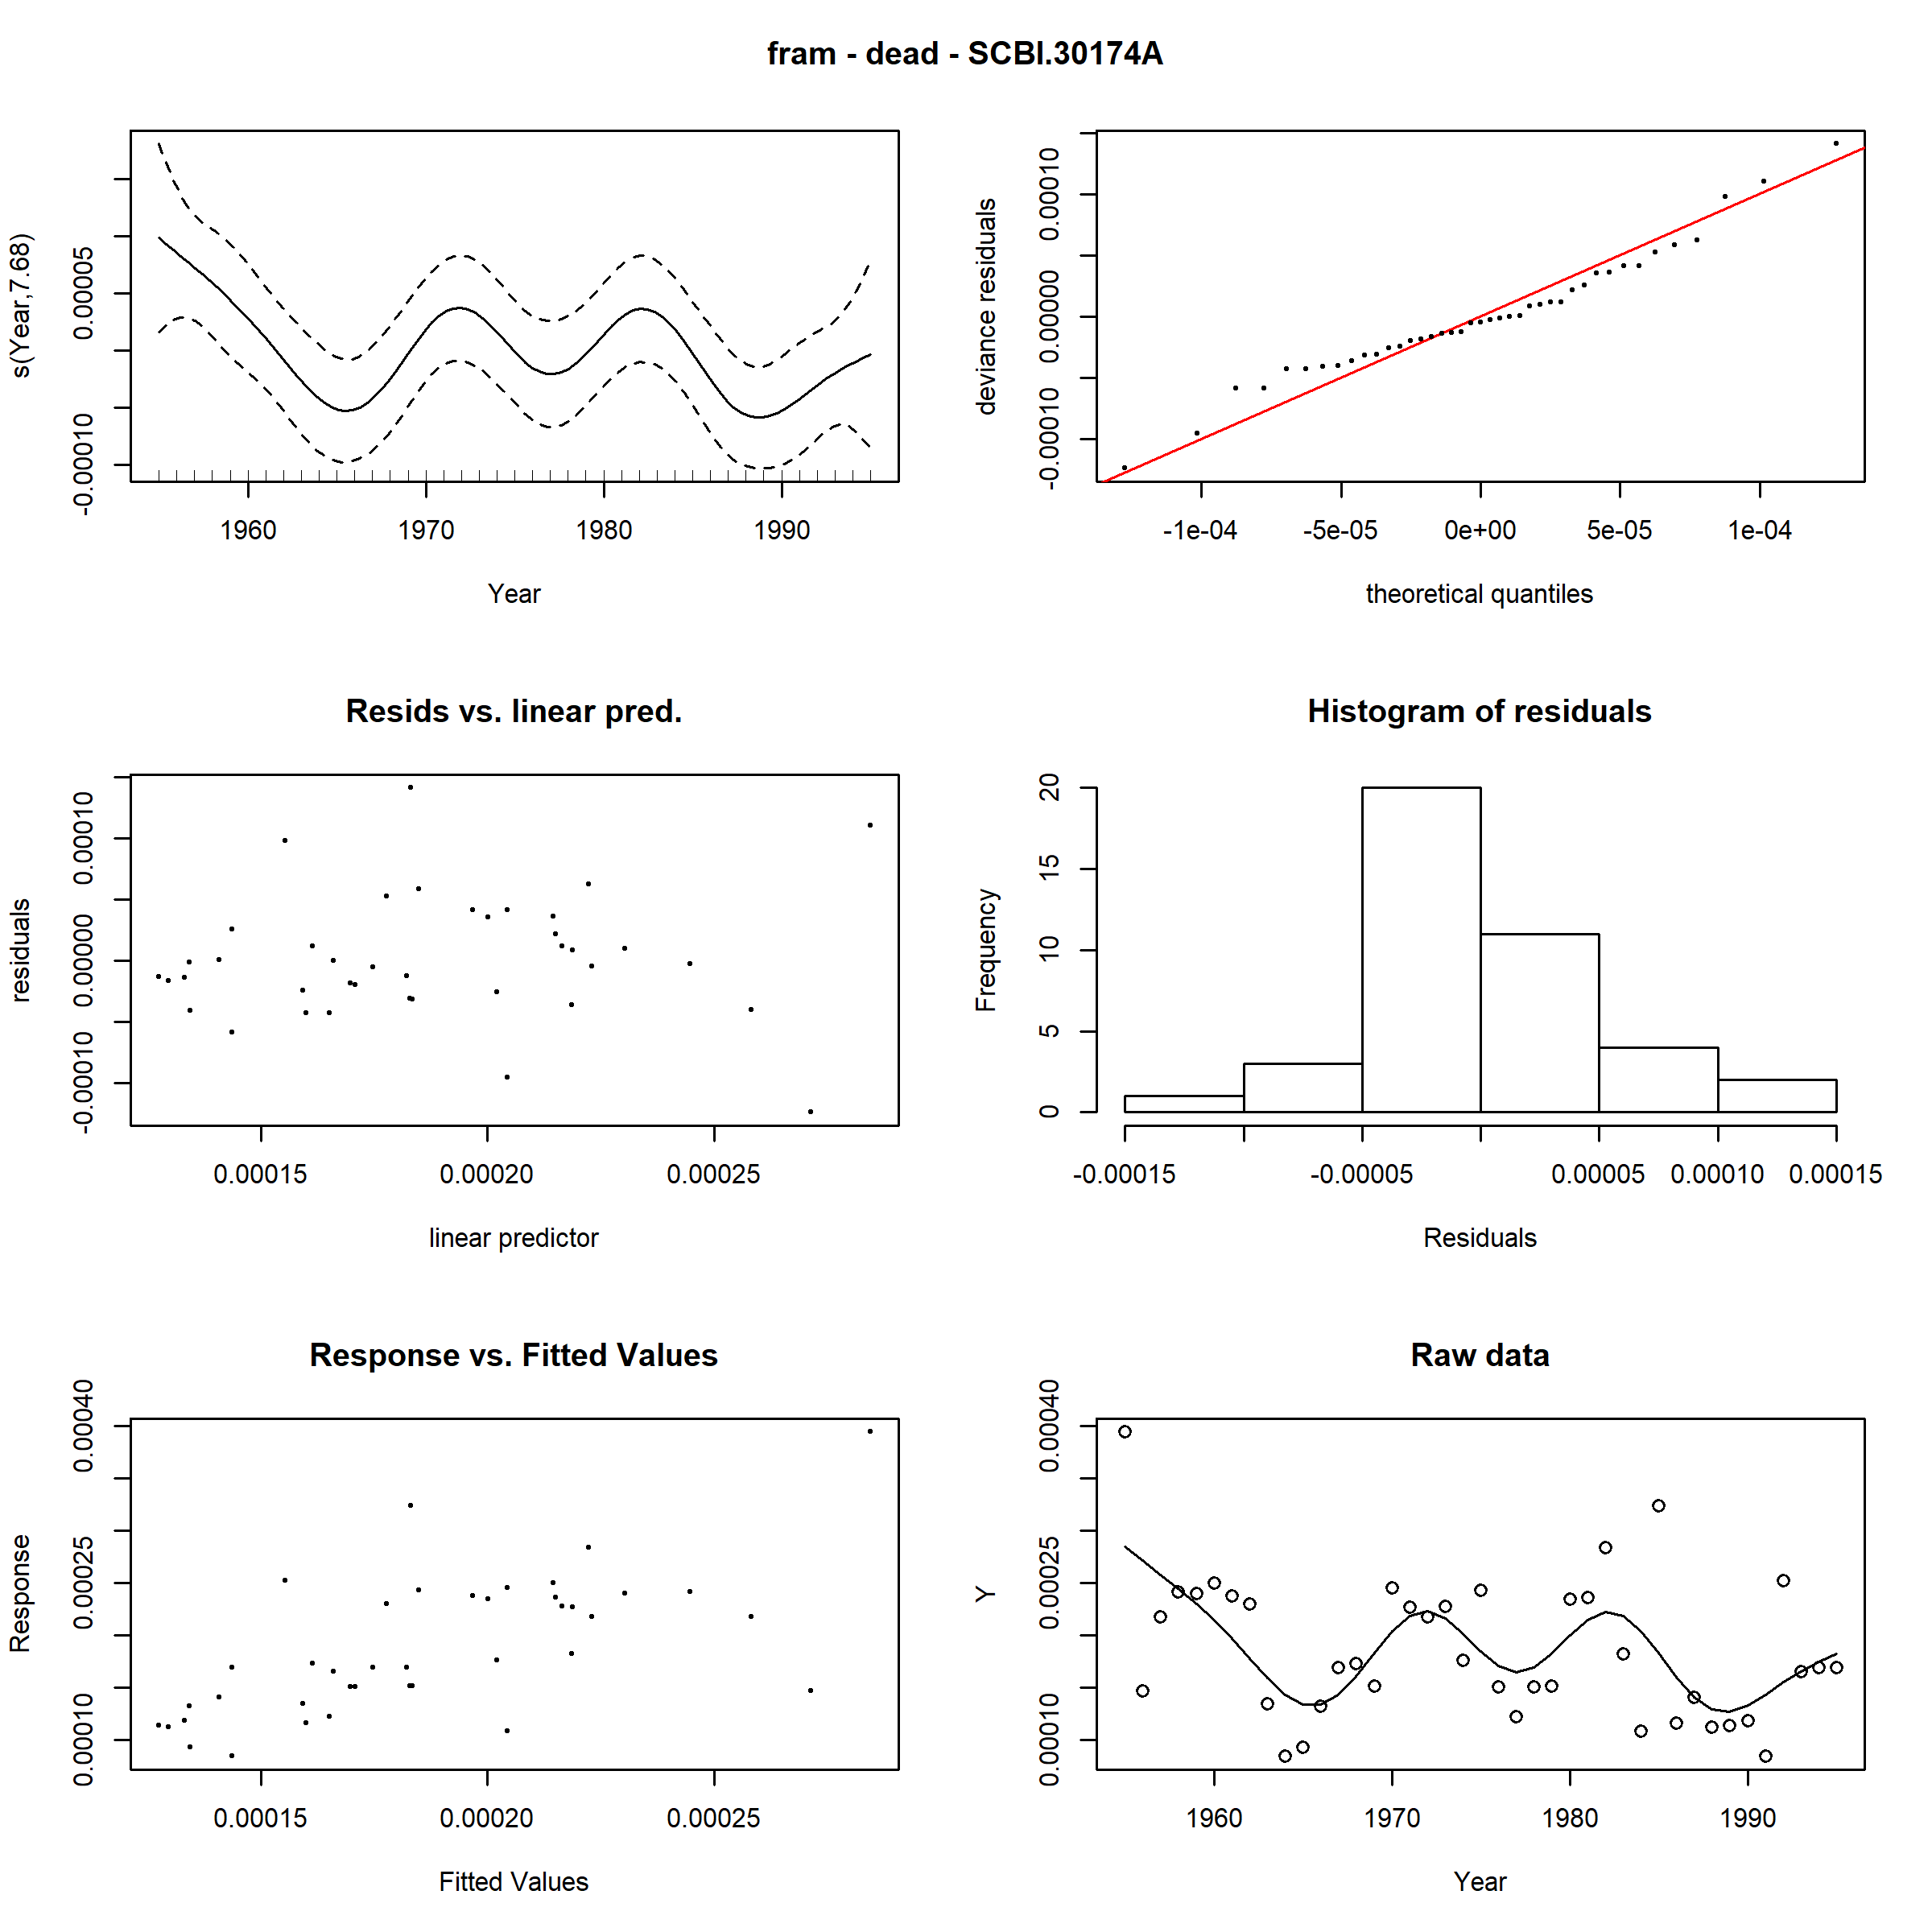 fram - dead - SCBI.30174A
s(Year,7.68)
0.00005
-0.00010
1960 1970 1980 1990
Year
deviance residuals
0.00010
0.00000
-0.00010
-1e-04 -5e-05 0e+00 5e-05 1e-04
theoretical quantiles
Resids vs. linear pred.
residuals
0.00010
0.00000
-0.00010
0.00015 0.00020 0.00025
linear predictor
Histogram of residuals
Frequency
20
15
10
5
0
-0.00015 -0.00005 0.00005 0.00010 0.00015
Residuals
Response vs. Fitted Values
Response
0.00040
0.00025
0.00010
0.00015 0.00020 0.00025
Fitted Values
Raw data
Y
0.00040
0.00025
0.00010
1960 1970 1980 1990
Year